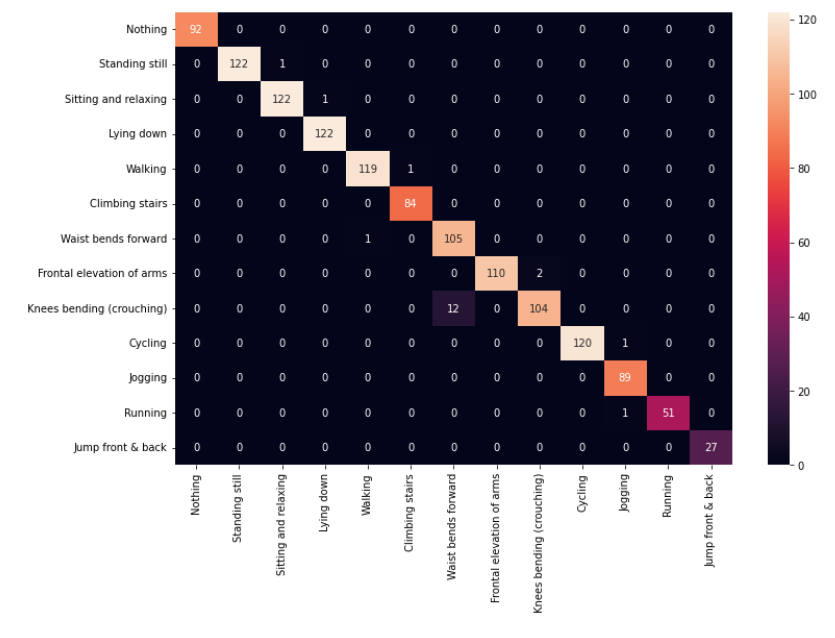 Nothing 92 0 0 0 0 0 0 0 0 0 0 0 0
Standing still 0 122 1 0 0 0 0 0 0 0 0 0 0
Sitting and relaxing 0 0 122 1 0 0 0 0 0 0 0 0 0
Lying down 0 0 0 122 0 0 0 0 0 0 0 0 0
Walking 0 0 0 0 119 1 0 0 0 0 0 0 0
Climbing stairs 0 0 0 0 0 84 0 0 0 0 0 0 0
Waist bends forward 0 0 0 0 1 0 105 0 0 0 0 0 0
Frontal elevation of arms 0 0 0 0 0 0 0 110 2 0 0 0 0
Knees bending (crouching) 0 0 0 0 0 0 12 0 104 0 0 0 0
Cycling 0 0 0 0 0 0 0 0 0 120 1 0 0
Jogging 0 0 0 0 0 0 0 0 0 0 89 0 0
Running 0 0 0 0 0 0 0 0 0 0 1 51 0
Jump front & back 0 0 0 0 0 0 0 0 0 0 0 0 27
Nothing
Standing still
Sitting and relaxing
Lying down
Walking
Climbing stairs
Waist bends forward
Frontal elevation of arms
Knees bending (crouching)
Cycling
Jogging
Running
Jump front & back
120
100
80
60
40
20
0